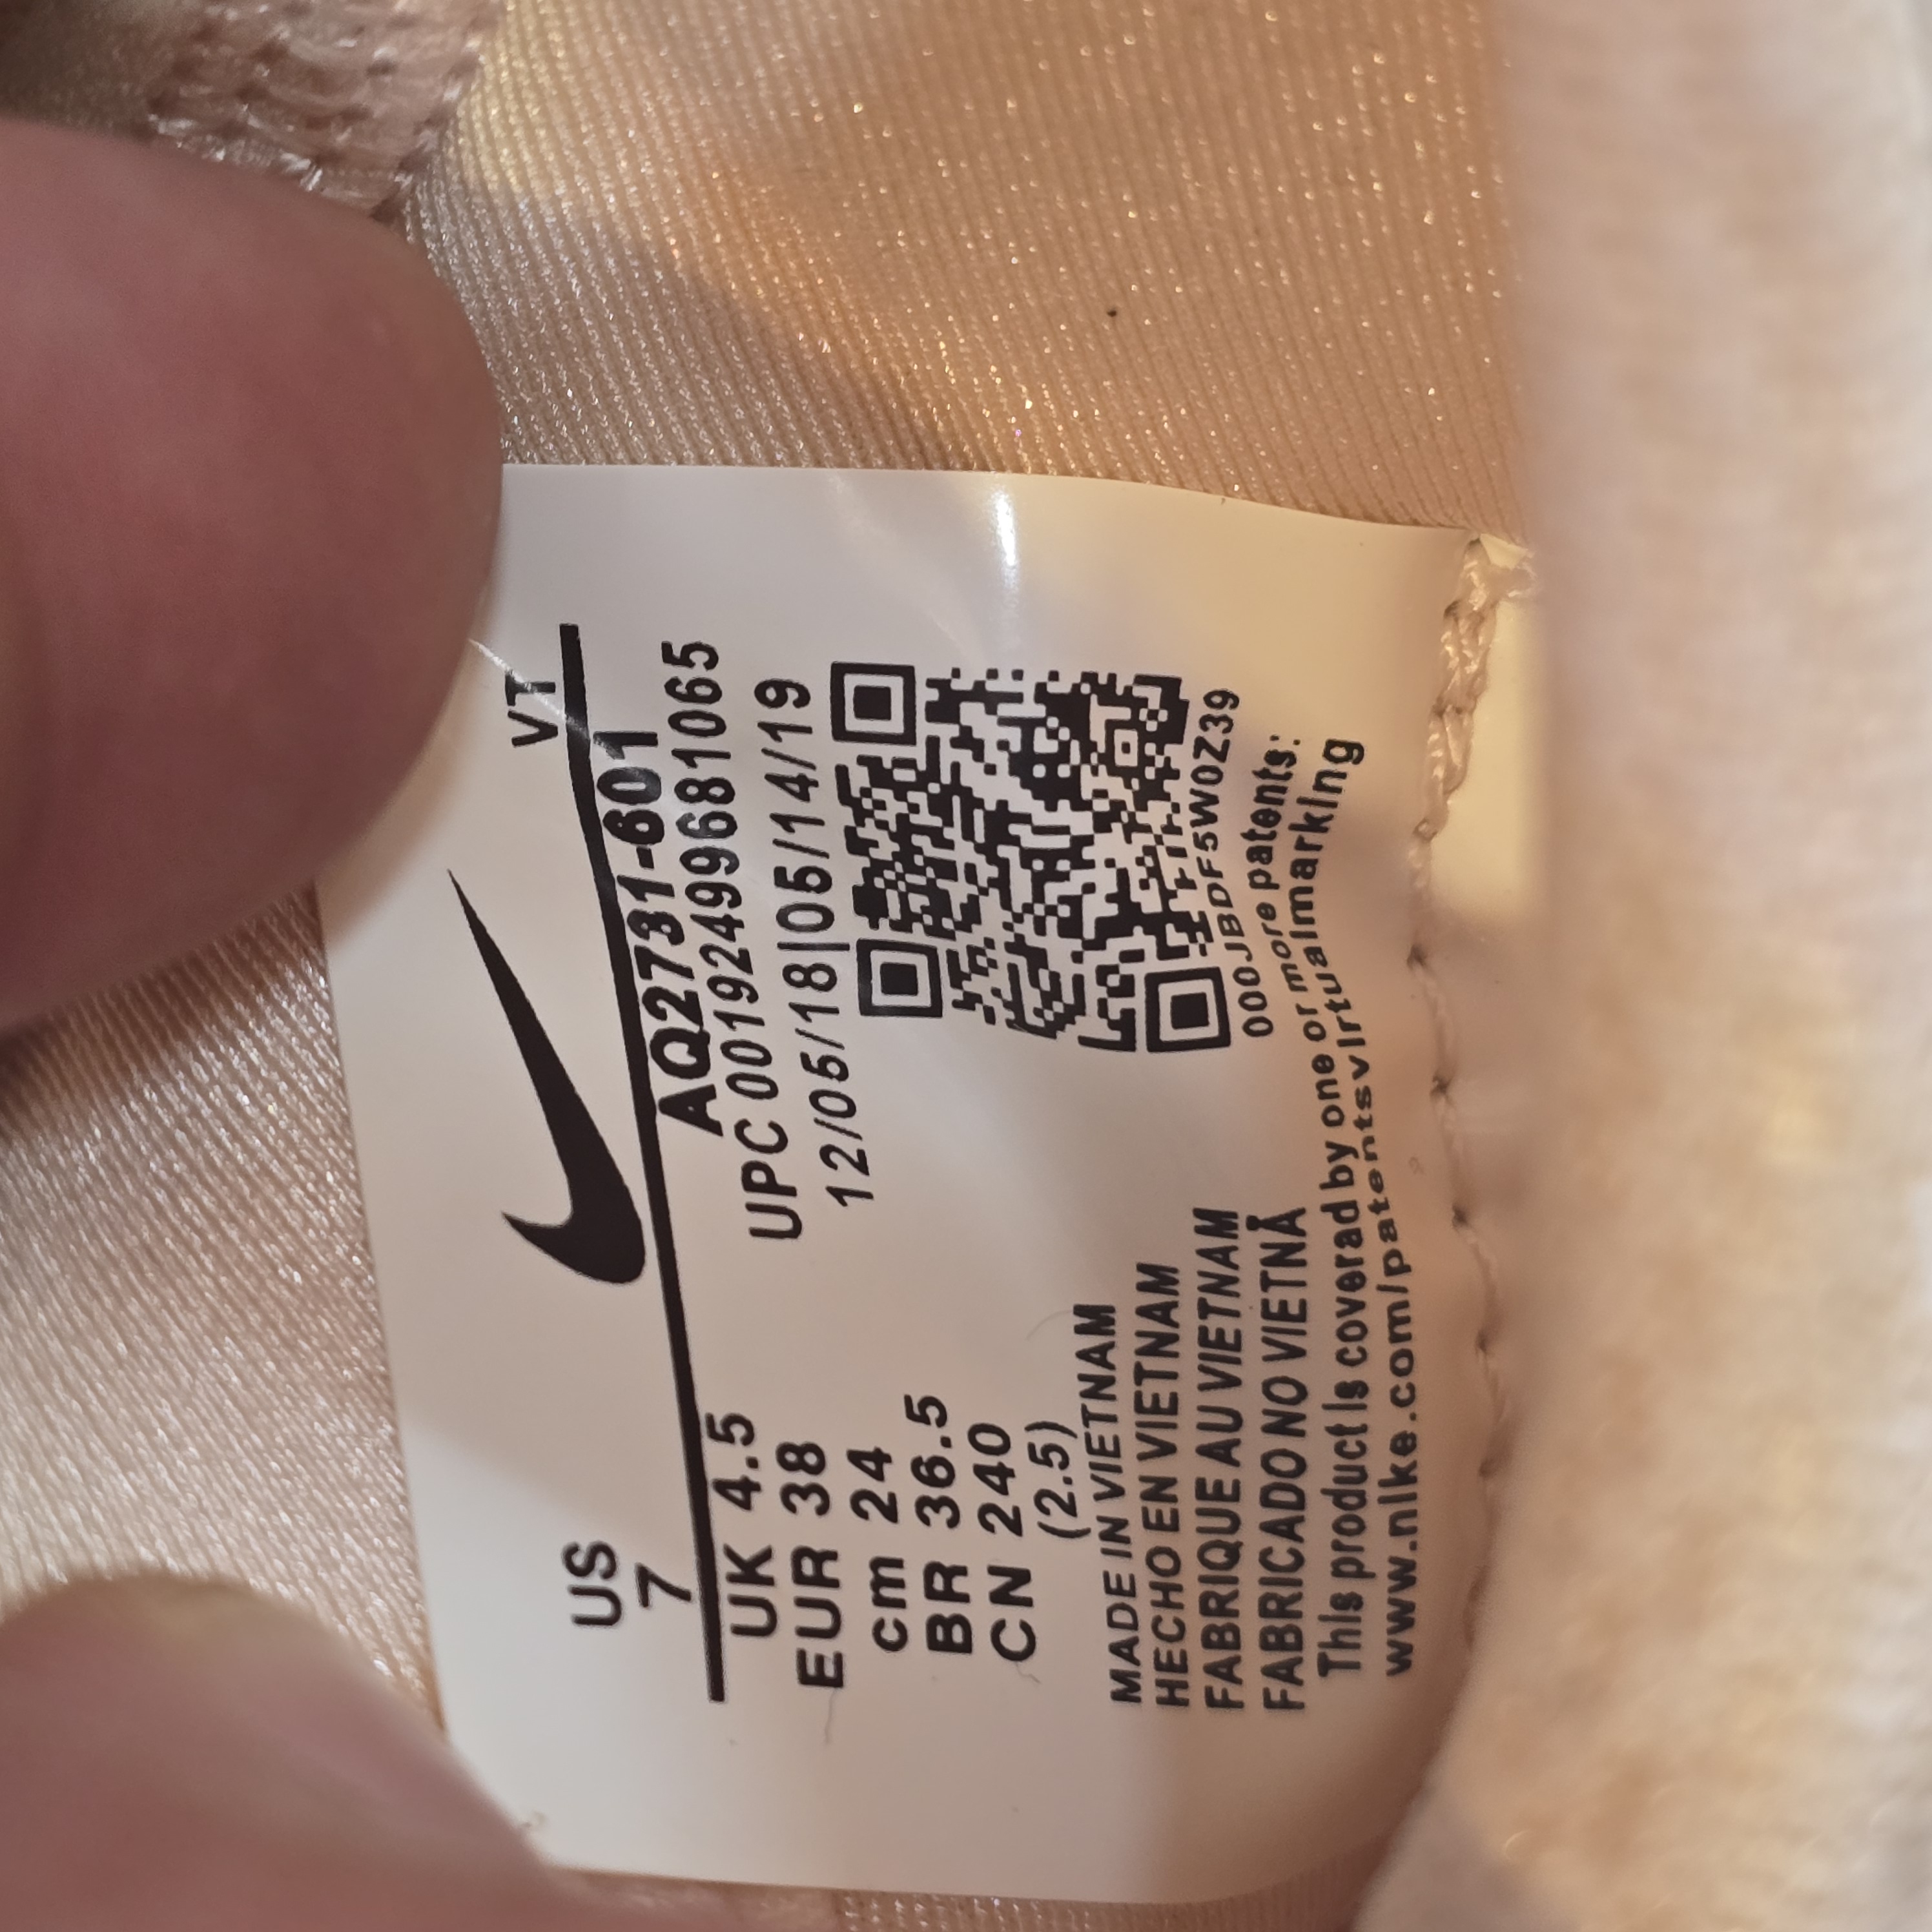 US VT
7
AQ2731-601
UK 4.5
UPC 00192499681065
EUR 38
12/05/18|05/14/19
cm 24
BR 36.5
CN 240
(2.5)
000JBDF5W0Z39
MADE IN VIETNAM
HECHO EN VIETNAM
FABRIQUE AU VIETNAM
FABRICADO NO VIETNÃ
This product is covered by one or more patents:
www.nike.com/patentsvirtualmarking